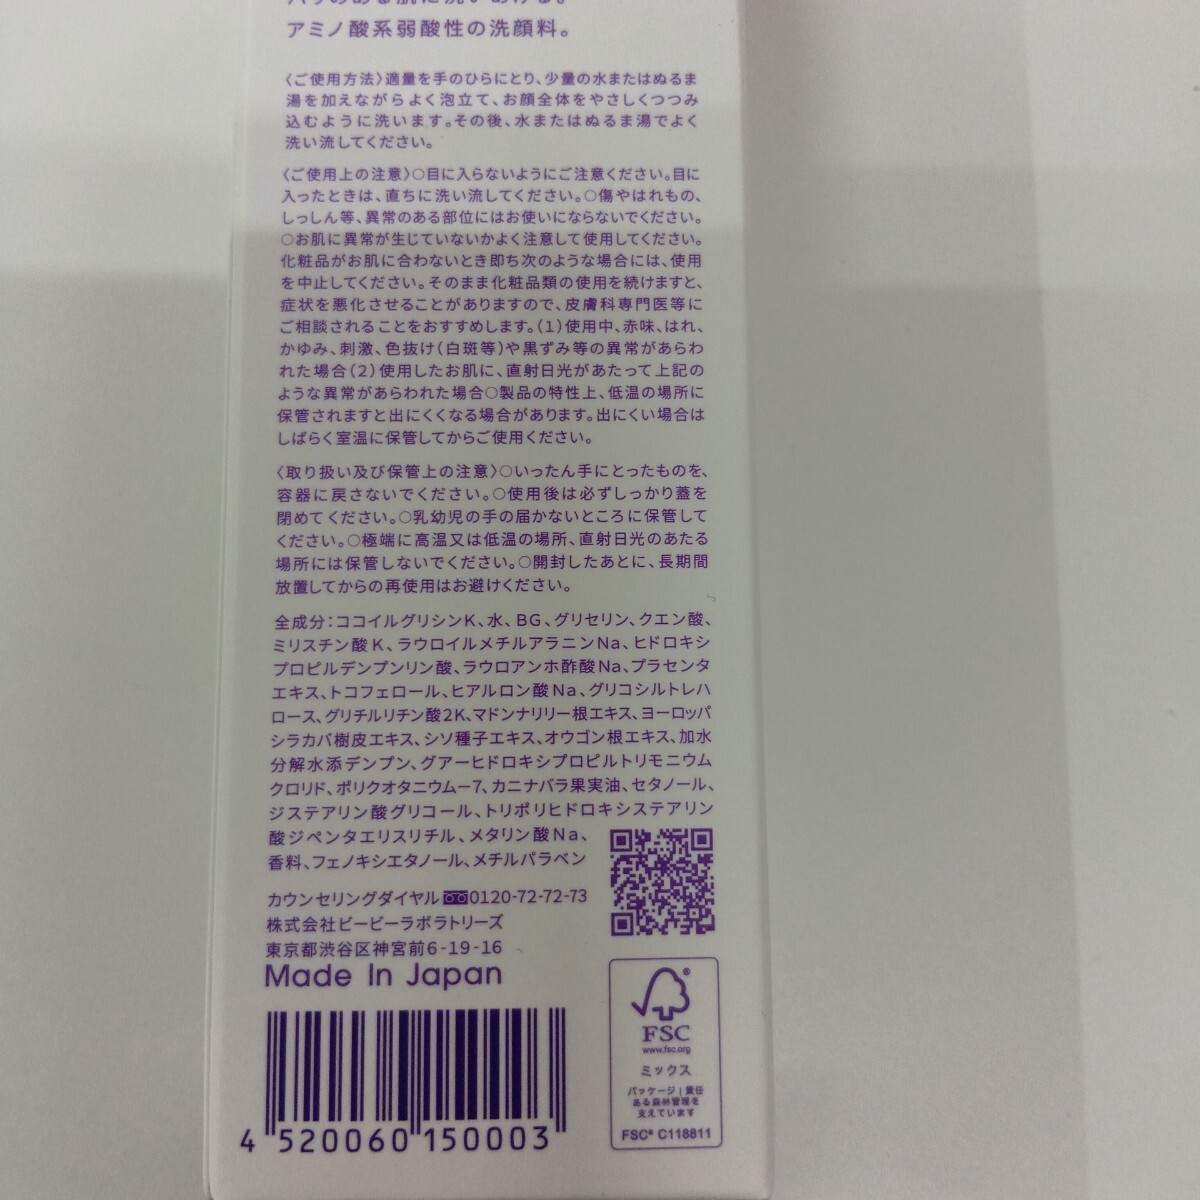 ハリのある肌に洗いあげる。
アミノ酸系弱酸性の洗顔料。
〈ご使用方法〉適量を手のひらにとり、少量の水またはぬるま
湯を加えながらよく泡立て、お顔全体をやさしくつつみ
込むように洗います。その後、水またはぬるま湯でよく
洗い流してください。
〈ご使用上の注意〉○目に入らないようにご注意ください。目に
入ったときは、直ちに洗い流してください。○傷やはれもの、
しっしん等、異常のある部位にはお使いにならないでください。
○お肌に異常が生じていないかよく注意して使用してください。
化粧品がお肌に合わないとき即ち次のような場合には、使用
を中止してください。そのまま化粧品類の使用を続けますと、
症状を悪化させることがありますので、皮膚科専門医等に
ご相談されることをおすすめします。（1）使用中、赤味、はれ、
かゆみ、刺激、色抜け（白斑等）や黒ずみ等の異常があらわ
れた場合（2）使用したお肌に、直射日光があたって上記の
ような異常があらわれた場合○製品の特性上、低温の場所に
保管されますと出にくくなる場合があります。出にくい場合は
しばらく室温に保管してからご使用ください。
〈取り扱い及び保管上の注意〉○いったん手にとったものを、
容器に戻さないでください。○使用後は必ずしっかり蓋を
閉めてください。○乳幼児の手の届かないところに保管して
ください。○極端に高温又は低温の場所、直射日光のあたる
場所には保管しないでください。○開封したあとに、長期間
放置してからの再使用はお避けください。
全成分：ココイルグリシンK、水、BG、グリセリン、クエン酸、
ミリスチン酸K、ラウロイルメチルアラニンNa、ヒドロキシ
プロピルデンプンリン酸、ラウロアンホ酢酸Na、プラセンタ
エキス、トコフェロール、ヒアルロン酸Na、グリコシルトレハ
ロース、グリチルリチン酸2K、マドンナリリー根エキス、ヨーロッパ
シラカバ樹皮エキス、シソ種子エキス、オウゴン根エキス、加水
分解水添デンプン、グアーヒドロキシプロピルトリモニウム
クロリド、ポリクオタニウム－7、カニナバラ果実油、セタノール、
ジステアリン酸グリコール、トリポリヒドロキシステアリン
酸ジペンタエリスリチル、メタリン酸Na、
香料、フェノキシエタノール、メチルパラベン
カウンセリングダイヤル0120-72-72-73
株式会社ビービーラボラトリーズ
東京都渋谷区神宮前6-19-16
Made In Japan
4 520060 150003
FSC
www.fsc.org
ミックス
パッケージ｜責任
ある森林管理を
支えています
FSC® C118811